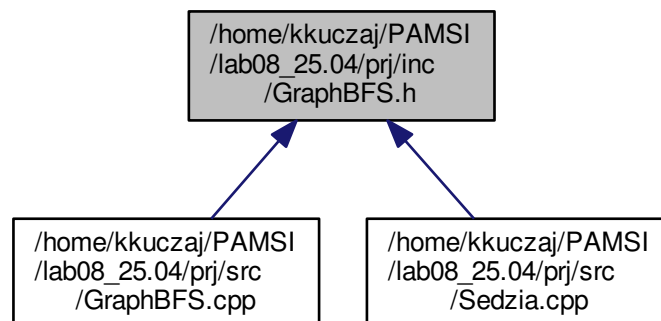 /home/kkuczaj/PAMSI
/lab08_25.04/prj/inc
/GraphBFS.h
/home/kkuczaj/PAMSI
/lab08_25.04/prj/src
/GraphBFS.cpp
/home/kkuczaj/PAMSI
/lab08_25.04/prj/src
/Sedzia.cpp